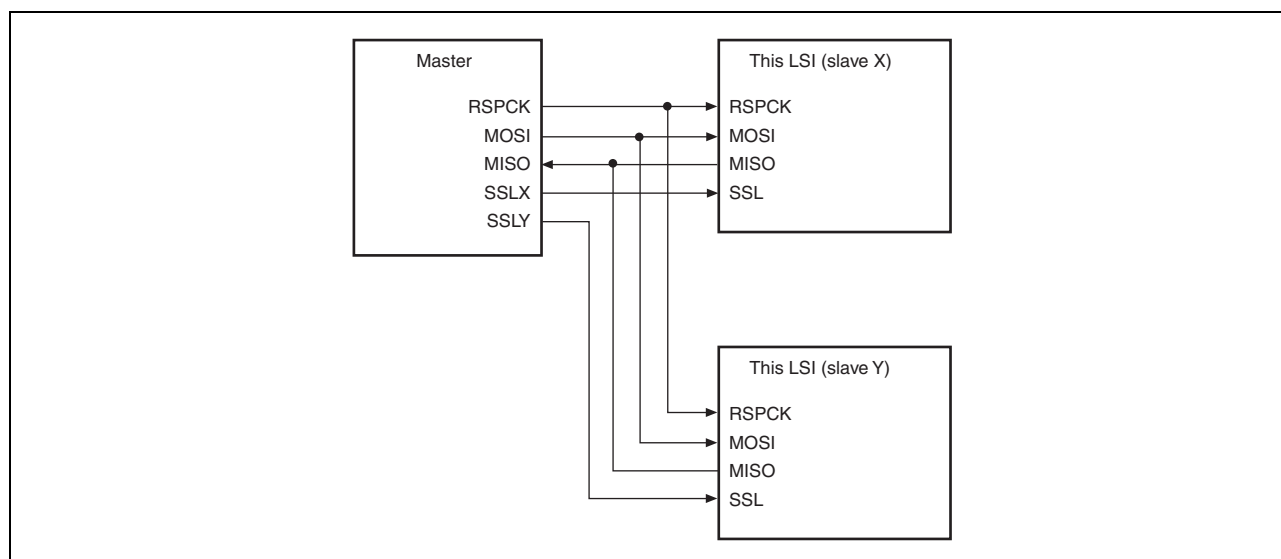 Master
RSPCK
MOSI
MISO
SSLX
SSLY
This LSI (slave X)
RSPCK
MOSI
MISO
SSL
This LSI (slave Y)
RSPCK
MOSI
MISO
SSL